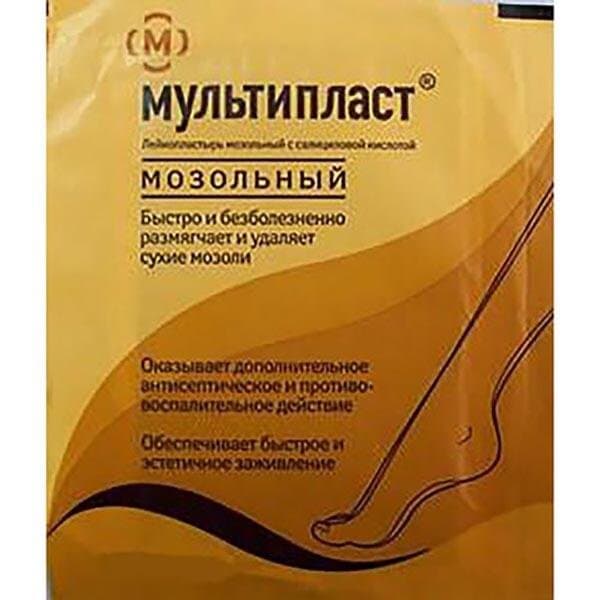 (М)
мультипласт®
Лейкопластырь мозольный с салициловой кислотой
МОЗОЛЬНЫЙ
Быстро и безболезненно
размягчает и удаляет
сухие мозоли
Оказывает дополнительное
антисептическое и противо-
воспалительное действие
Обеспечивает быстрое и
эстетичное заживление